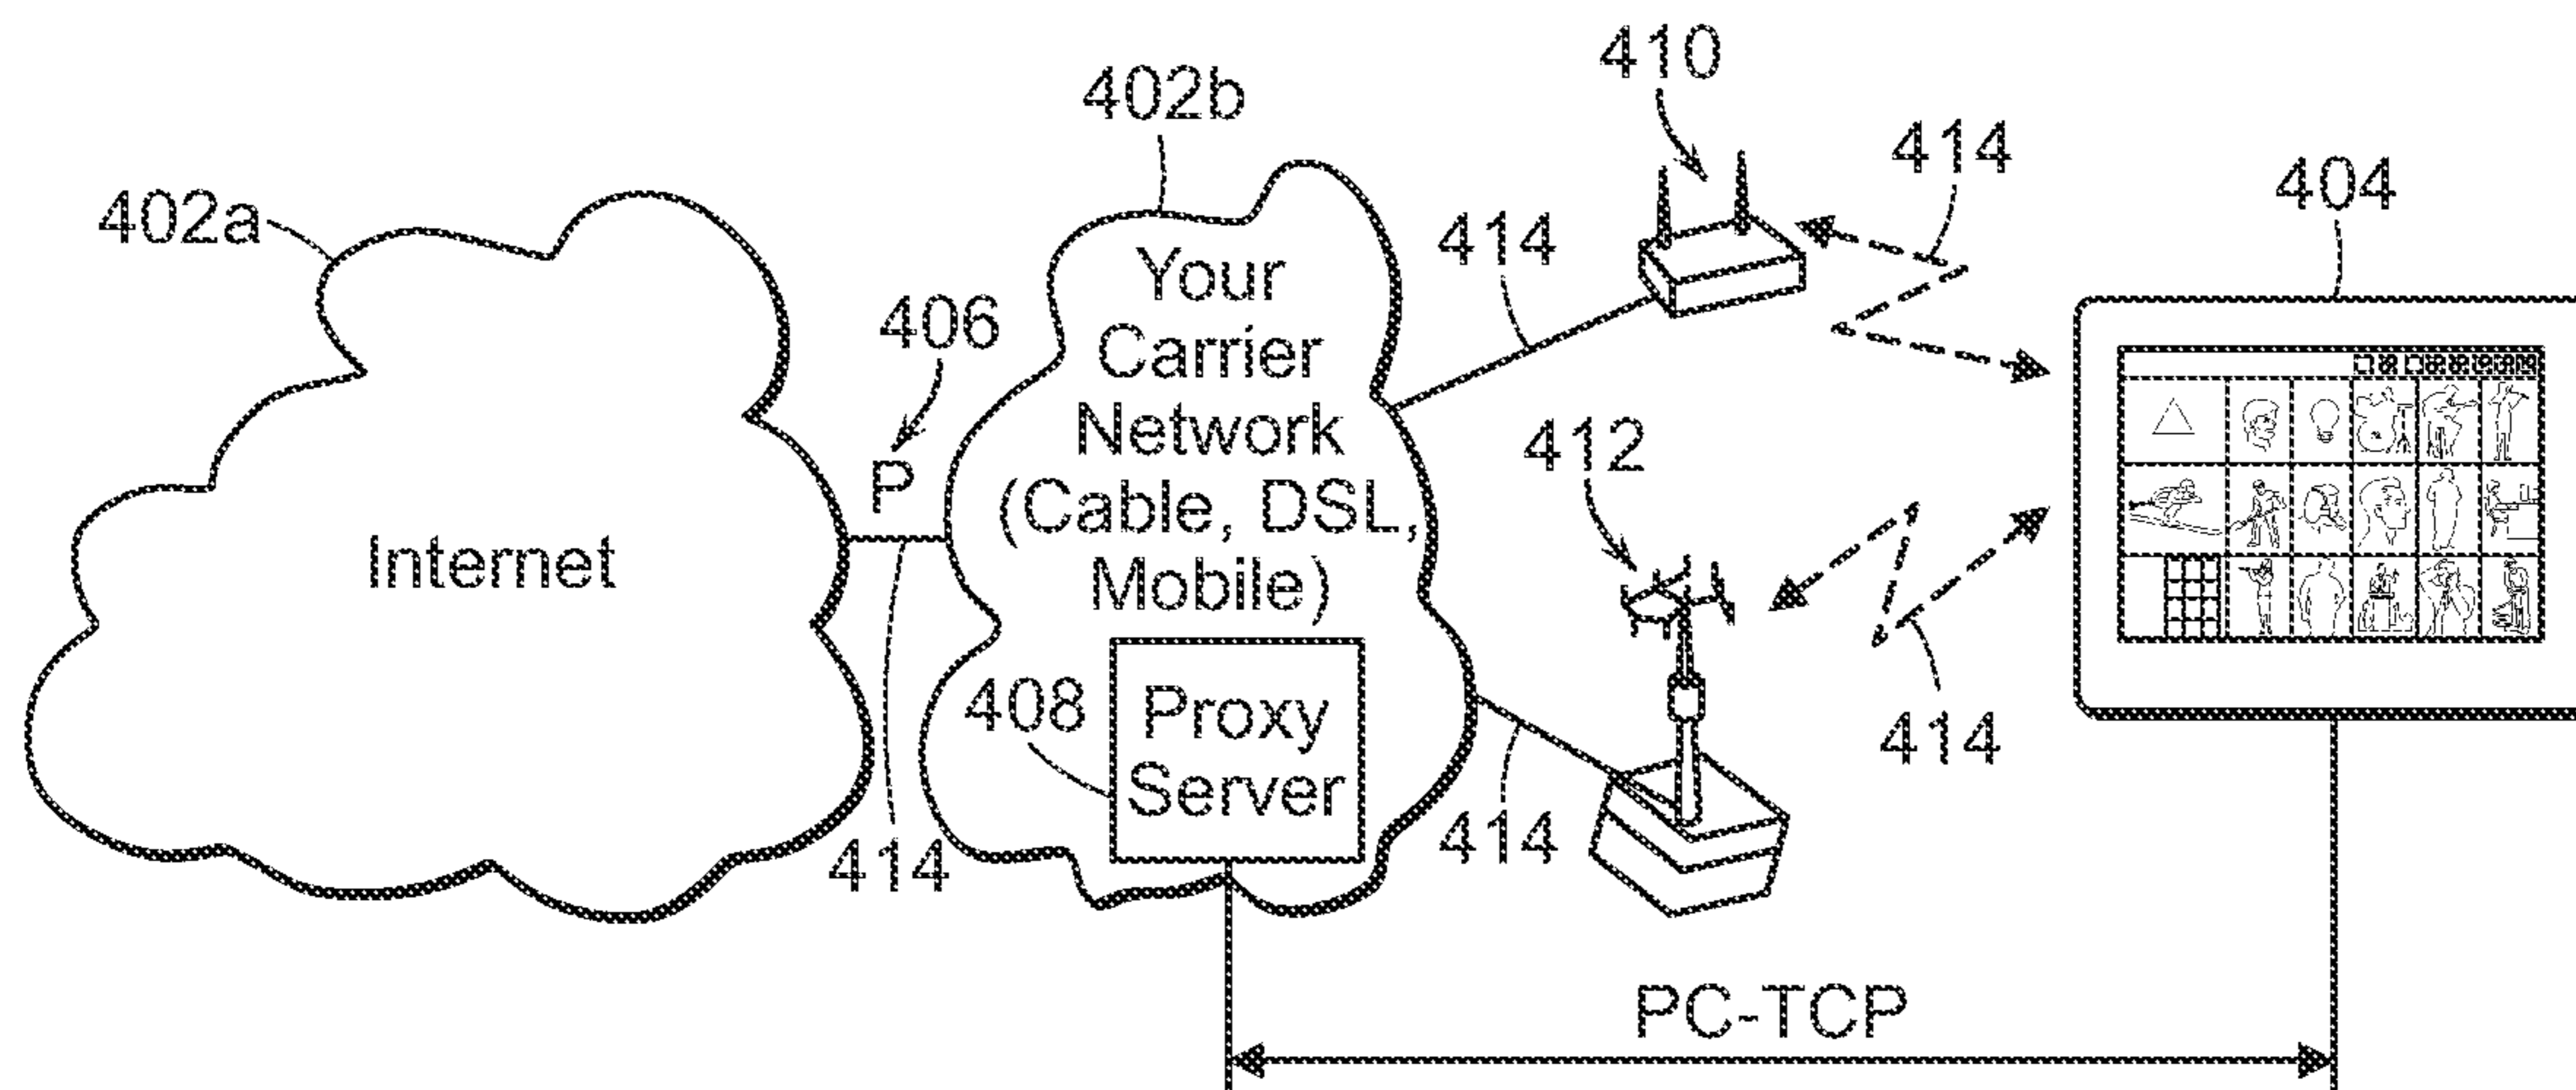 410
402b
414
404
402a
414
Your
Carrier
Network
(Cable, DSL,
Mobile)
406
P
412
Internet
408
Proxy
Server
414
414
414
PC-TCP